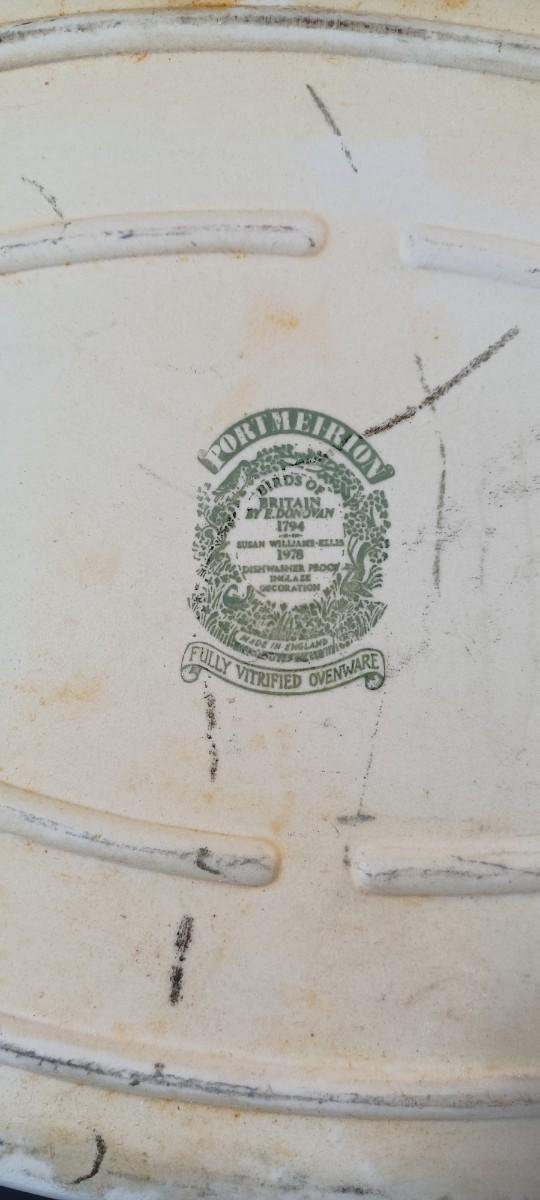 PORTMEIRION
BIRDS OF
BRITAIN
BY E. DONOVAN
1794
SUSAN WILLIAMS-ELLIS
1978
DISHWASHER PROOF
INGLAZE
DECORATION
MADE IN ENGLAND
FULLY VITRIFIED OVENWARE